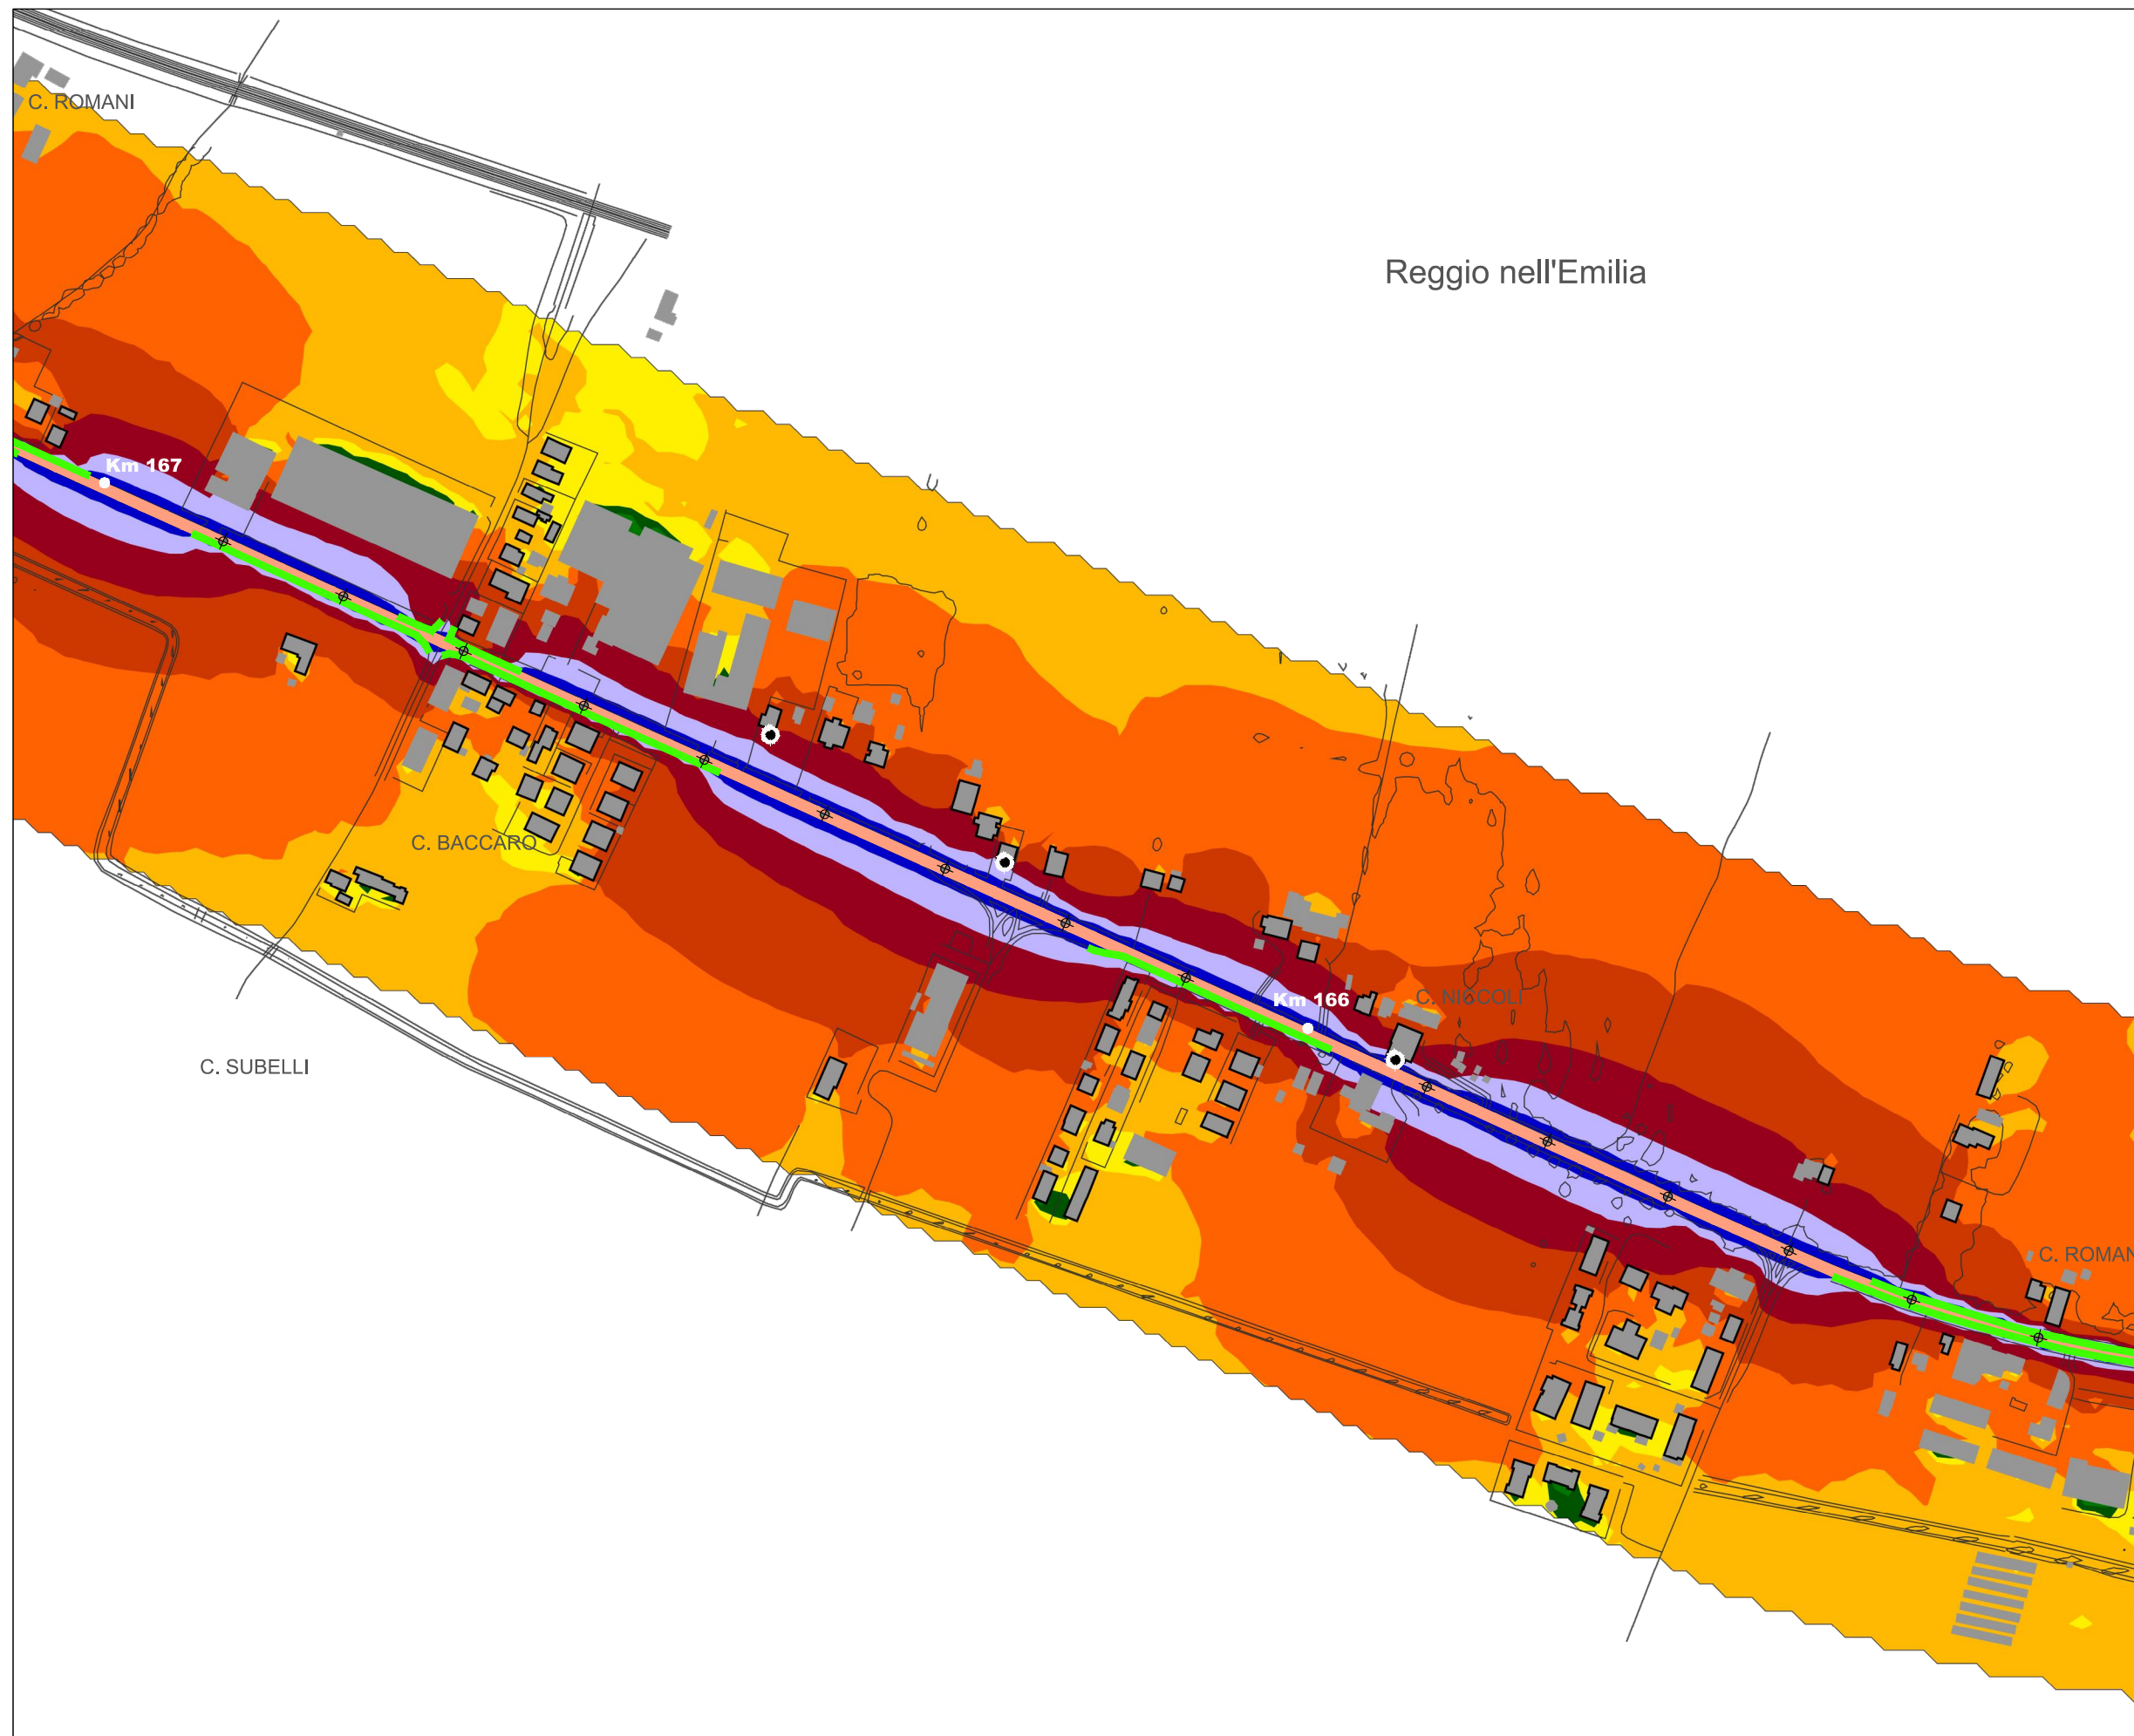 C. ROMANI
Reggio nell'Emilia
Km 167
C. BACCARO
C. NICCOLI
Km 166
C. SUBELLI
C. ROMAN